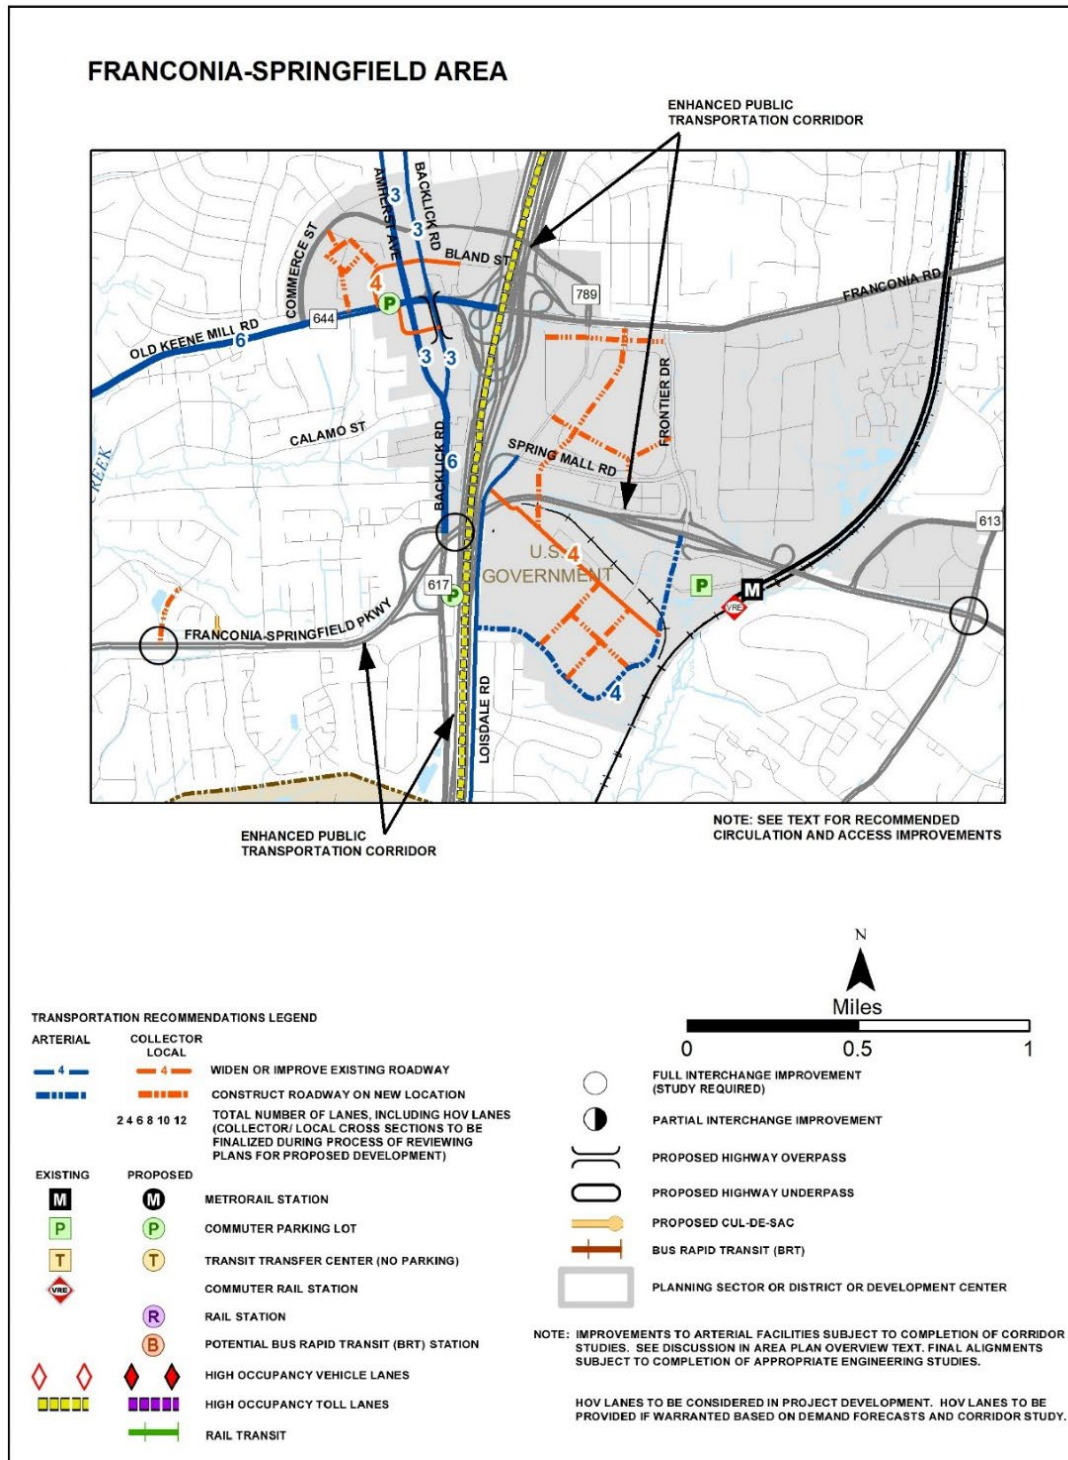 FRANCONIA-SPRINGFIELD AREA
ENHANCED PUBLIC
TRANSPORTATION CORRIDOR
AMHERST AVE
BACKLICK RD
3
3
COMMERCE ST
BLAND ST
4
P
789
FRANCONIA RD
644
OLD KEENE MILL RD
6
3
3
FRONTIER DR
CALAMO ST
BACKLICK RD
SPRING MALL RD
6
CREEK
613
4
U.S.
GOVERNMENT
617
P
P
M
VRE
FRANCONIA-SPRINGFIELD PKWY
4
LOISDALE RD
ENHANCED PUBLIC
TRANSPORTATION CORRIDOR
NOTE: SEE TEXT FOR RECOMMENDED
CIRCULATION AND ACCESS IMPROVEMENTS
N
Miles
0 0.5 1
TRANSPORTATION RECOMMENDATIONS LEGEND
ARTERIAL
COLLECTOR
LOCAL
4 4 WIDEN OR IMPROVE EXISTING ROADWAY
CONSTRUCT ROADWAY ON NEW LOCATION
2 4 6 8 10 12 TOTAL NUMBER OF LANES, INCLUDING HOV LANES
(COLLECTOR/ LOCAL CROSS SECTIONS TO BE
FINALIZED DURING PROCESS OF REVIEWING
PLANS FOR PROPOSED DEVELOPMENT)
EXISTING PROPOSED
M M METRORAIL STATION
P P COMMUTER PARKING LOT
T T TRANSIT TRANSFER CENTER (NO PARKING)
VRE COMMUTER RAIL STATION
R RAIL STATION
B POTENTIAL BUS RAPID TRANSIT (BRT) STATION
HIGH OCCUPANCY VEHICLE LANES
HIGH OCCUPANCY TOLL LANES
RAIL TRANSIT
FULL INTERCHANGE IMPROVEMENT
(STUDY REQUIRED)
PARTIAL INTERCHANGE IMPROVEMENT
PROPOSED HIGHWAY OVERPASS
PROPOSED HIGHWAY UNDERPASS
PROPOSED CUL-DE-SAC
BUS RAPID TRANSIT (BRT)
PLANNING SECTOR OR DISTRICT OR DEVELOPMENT CENTER
NOTE: IMPROVEMENTS TO ARTERIAL FACILITIES SUBJECT TO COMPLETION OF CORRIDOR
STUDIES. SEE DISCUSSION IN AREA PLAN OVERVIEW TEXT. FINAL ALIGNMENTS
SUBJECT TO COMPLETION OF APPROPRIATE ENGINEERING STUDIES.
HOV LANES TO BE CONSIDERED IN PROJECT DEVELOPMENT. HOV LANES TO BE
PROVIDED IF WARRANTED BASED ON DEMAND FORECASTS AND CORRIDOR STUDY.